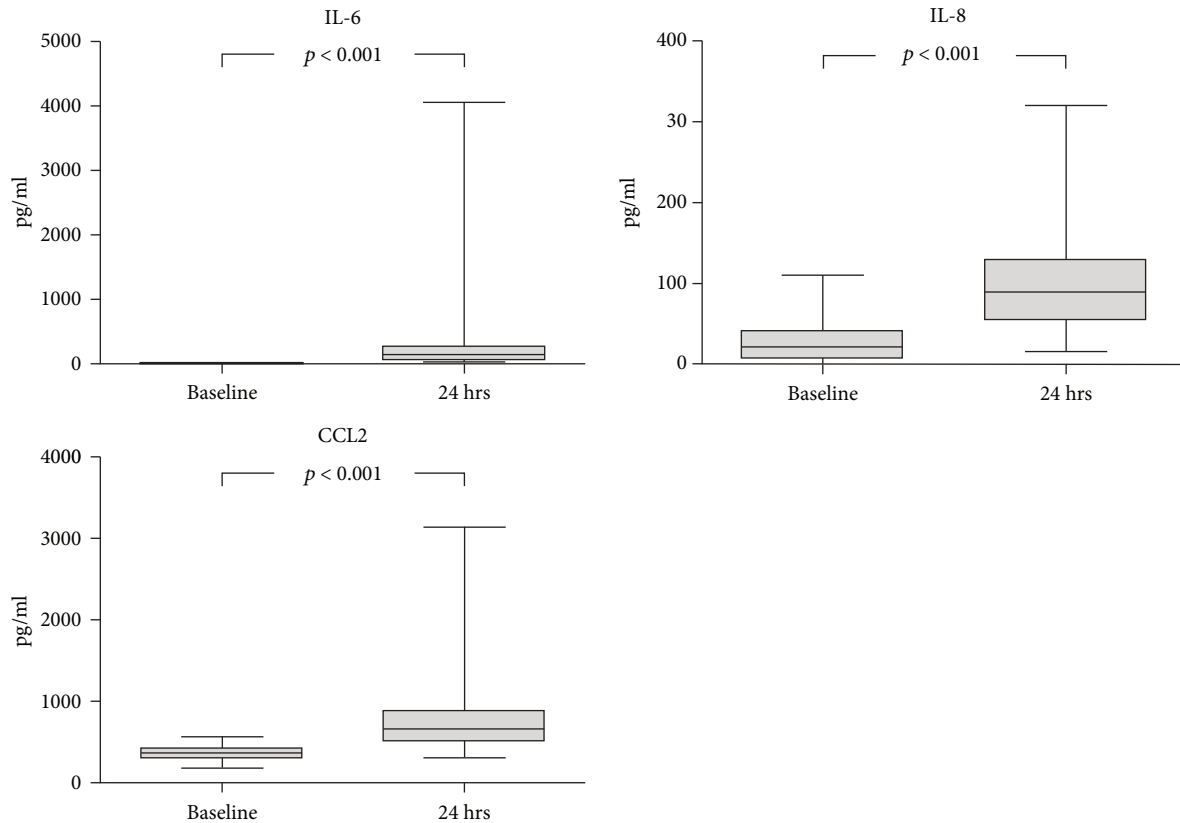 IL-6
5000
4000
3000
2000
1000
0
pg/ml
p < 0.001
Baseline
24 hrs
IL-8
400
30
200
100
0
pg/ml
p < 0.001
Baseline
24 hrs
CCL2
4000
3000
2000
1000
0
pg/ml
p < 0.001
Baseline
24 hrs